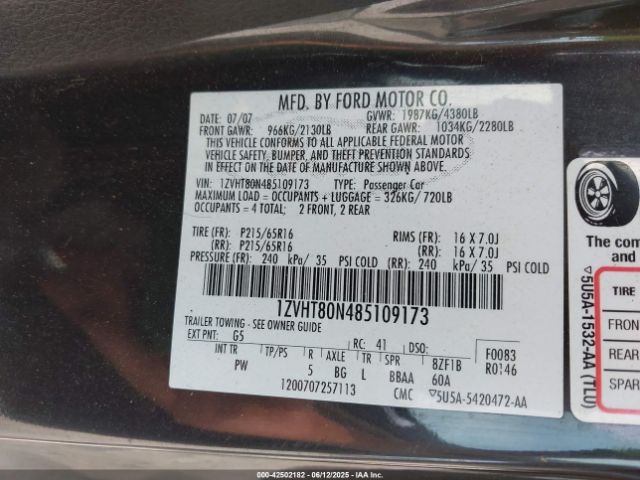 MFD. BY FORD MOTOR CO.
DATE: 07/07 GVWR: 1987KG/4380LB
FRONT GAWR: 966KG/2130LB REAR GAWR: 1034KG/2280LB
THIS VEHICLE CONFORMS TO ALL APPLICABLE FEDERAL MOTOR
VEHICLE SAFETY, BUMPER, AND THEFT PREVENTION STANDARDS
IN EFFECT ON THE DATE OF MANUFACTURE SHOWN ABOVE.
VIN: 1ZVHT80N485109173 TYPE: Passenger Car
MAXIMUM LOAD = OCCUPANTS + LUGGAGE = 326KG/720LB
OCCUPANTS = 4 TOTAL: 2 FRONT, 2 REAR
TIRE (FR): P215/65R16 RIMS (FR): 16 X 7.0J
(RR): P215/65R16 (RR): 16 X 7.0J
PRESSURE (FR): 240 kPa/ 35 PSI COLD (RR): 240 kPa/ 35 PSI COLD
1ZVHT80N485109173
TRAILER TOWING - SEE OWNER GUIDE
G5 RC: 41 DSO: F0083
INT TR TP/PS R AXLE TR SPR 8ZF1B R0146
PW 5 BG L BBAA 60A
1200707257113 CMC ▽5U5A-5420472-AA
The com
and
TIRE
FRON
REAR
SPAR
▽5U5A-1532-AA (TLU)
000-42502182 - 06/12/2025 - IAAI.COM